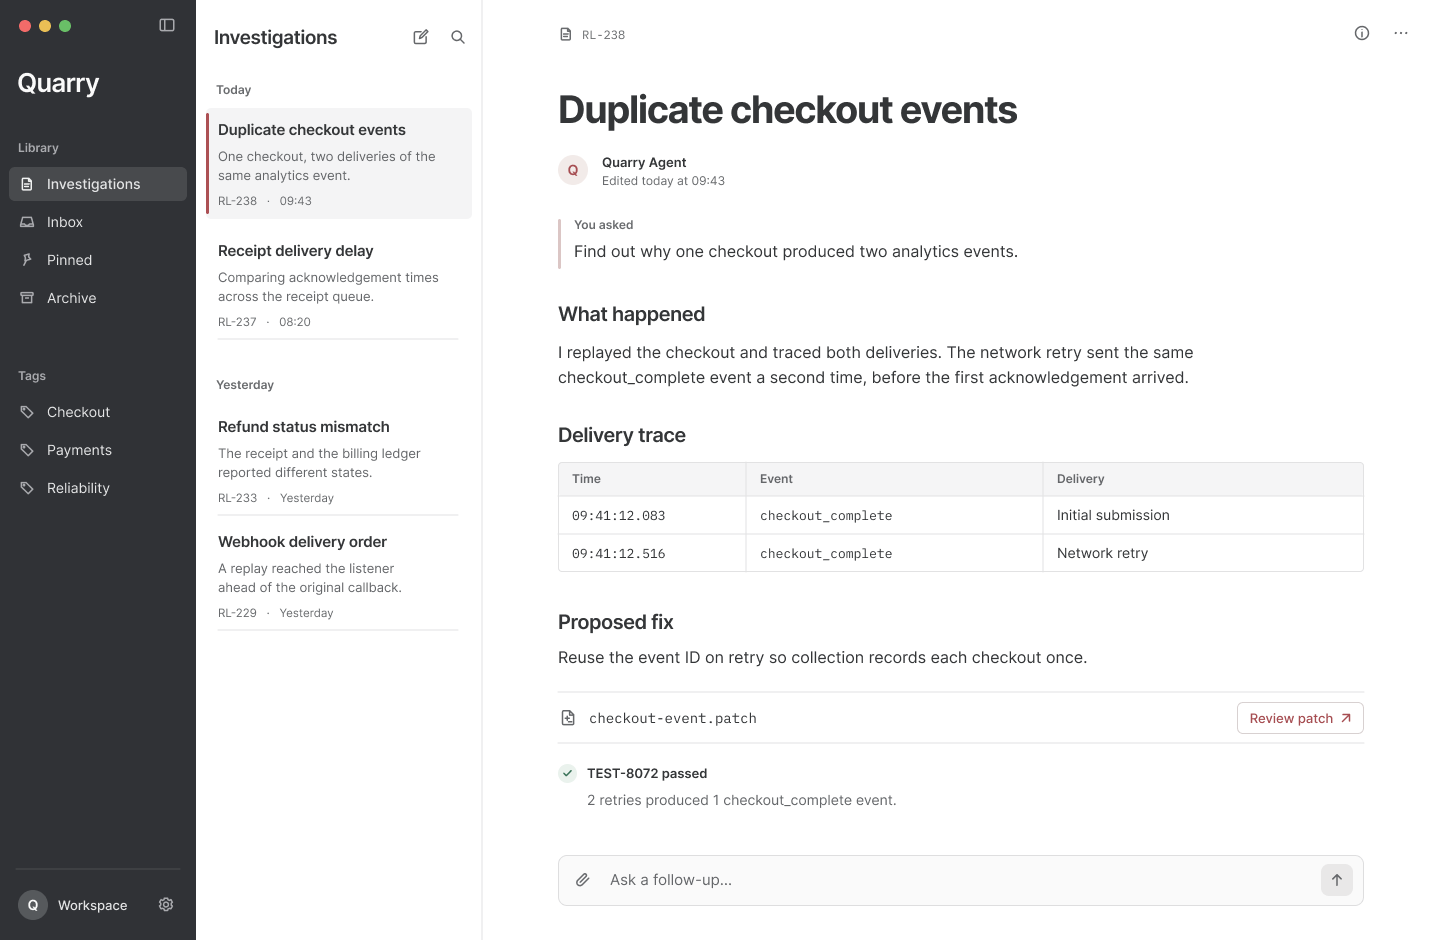 Quarry
Library
Investigations
Inbox
Pinned
Archive
Tags
Checkout
Payments
Reliability
Q
Workspace
Investigations
Today
Duplicate checkout events
One checkout, two deliveries of the
same analytics event.
RL-238 · 09:43
Receipt delivery delay
Comparing acknowledgement times
across the receipt queue.
RL-237 · 08:20
Yesterday
Refund status mismatch
The receipt and the billing ledger
reported different states.
RL-233 · Yesterday
Webhook delivery order
A replay reached the listener
ahead of the original callback.
RL-229 · Yesterday
RL-238
Duplicate checkout events
Q
Quarry Agent
Edited today at 09:43
You asked
Find out why one checkout produced two analytics events.
What happened
I replayed the checkout and traced both deliveries. The network retry sent the same
checkout_complete event a second time, before the first acknowledgement arrived.
Delivery trace
Time Event Delivery
09:41:12.083 checkout_complete Initial submission
09:41:12.516 checkout_complete Network retry
Proposed fix
Reuse the event ID on retry so collection records each checkout once.
checkout-event.patch
Review patch
TEST-8072 passed
2 retries produced 1 checkout_complete event.
Ask a follow-up...